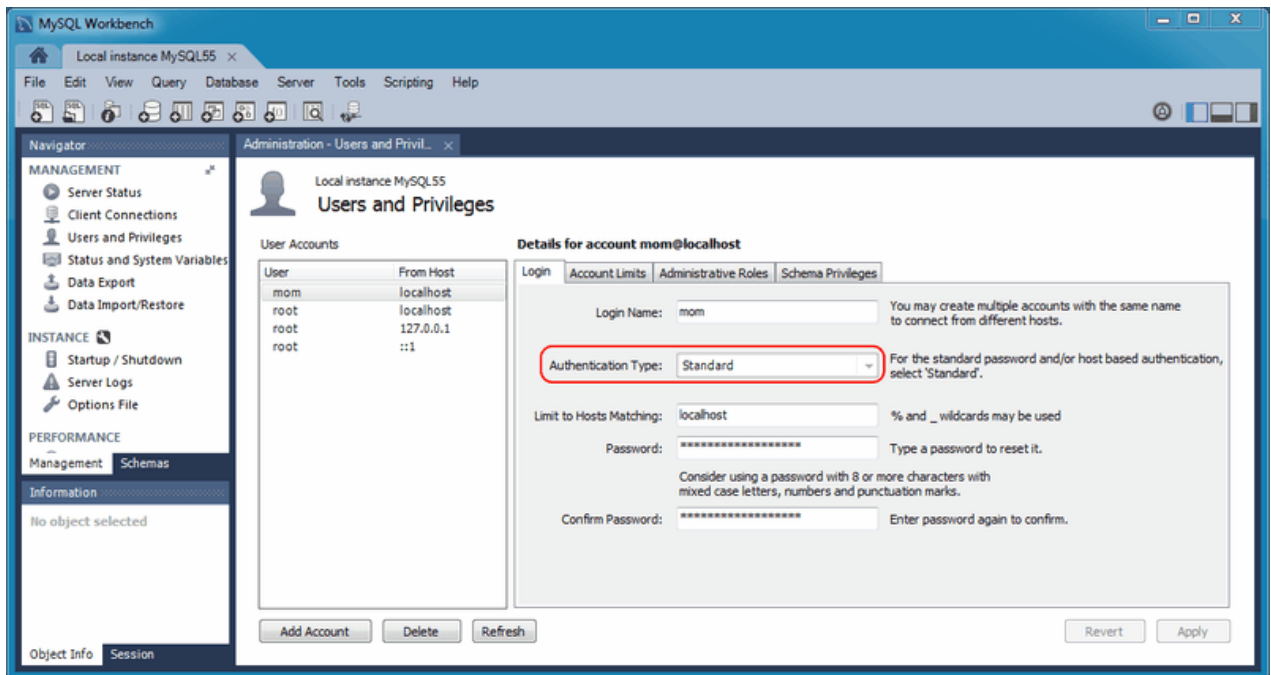 MySQL Workbench
Local instance MySQL55
File Edit View Query Database Server Tools Scripting Help
Navigator
MANAGEMENT
Server Status
Client Connections
Users and Privileges
Status and System Variables
Data Export
Data Import/Restore
INSTANCE
Startup / Shutdown
Server Logs
Options File
PERFORMANCE
Management Schemas
Information
No object selected
Object Info Session
Administration - Users and Privil...
Local instance MySQL55
Users and Privileges
User Accounts
User From Host
mom localhost
root localhost
root 127.0.0.1
root ::1
Add Account Delete Refresh
Details for account mom@localhost
Login Account Limits Administrative Roles Schema Privileges
Login Name: mom
You may create multiple accounts with the same name
to connect from different hosts.
Authentication Type: Standard
For the standard password and/or host based authentication,
select 'Standard'.
Limit to Hosts Matching: localhost % and _ wildcards may be used
Password: ****************** Type a password to reset it.
Consider using a password with 8 or more characters with
mixed case letters, numbers and punctuation marks.
Confirm Password: ****************** Enter password again to confirm.
Revert Apply